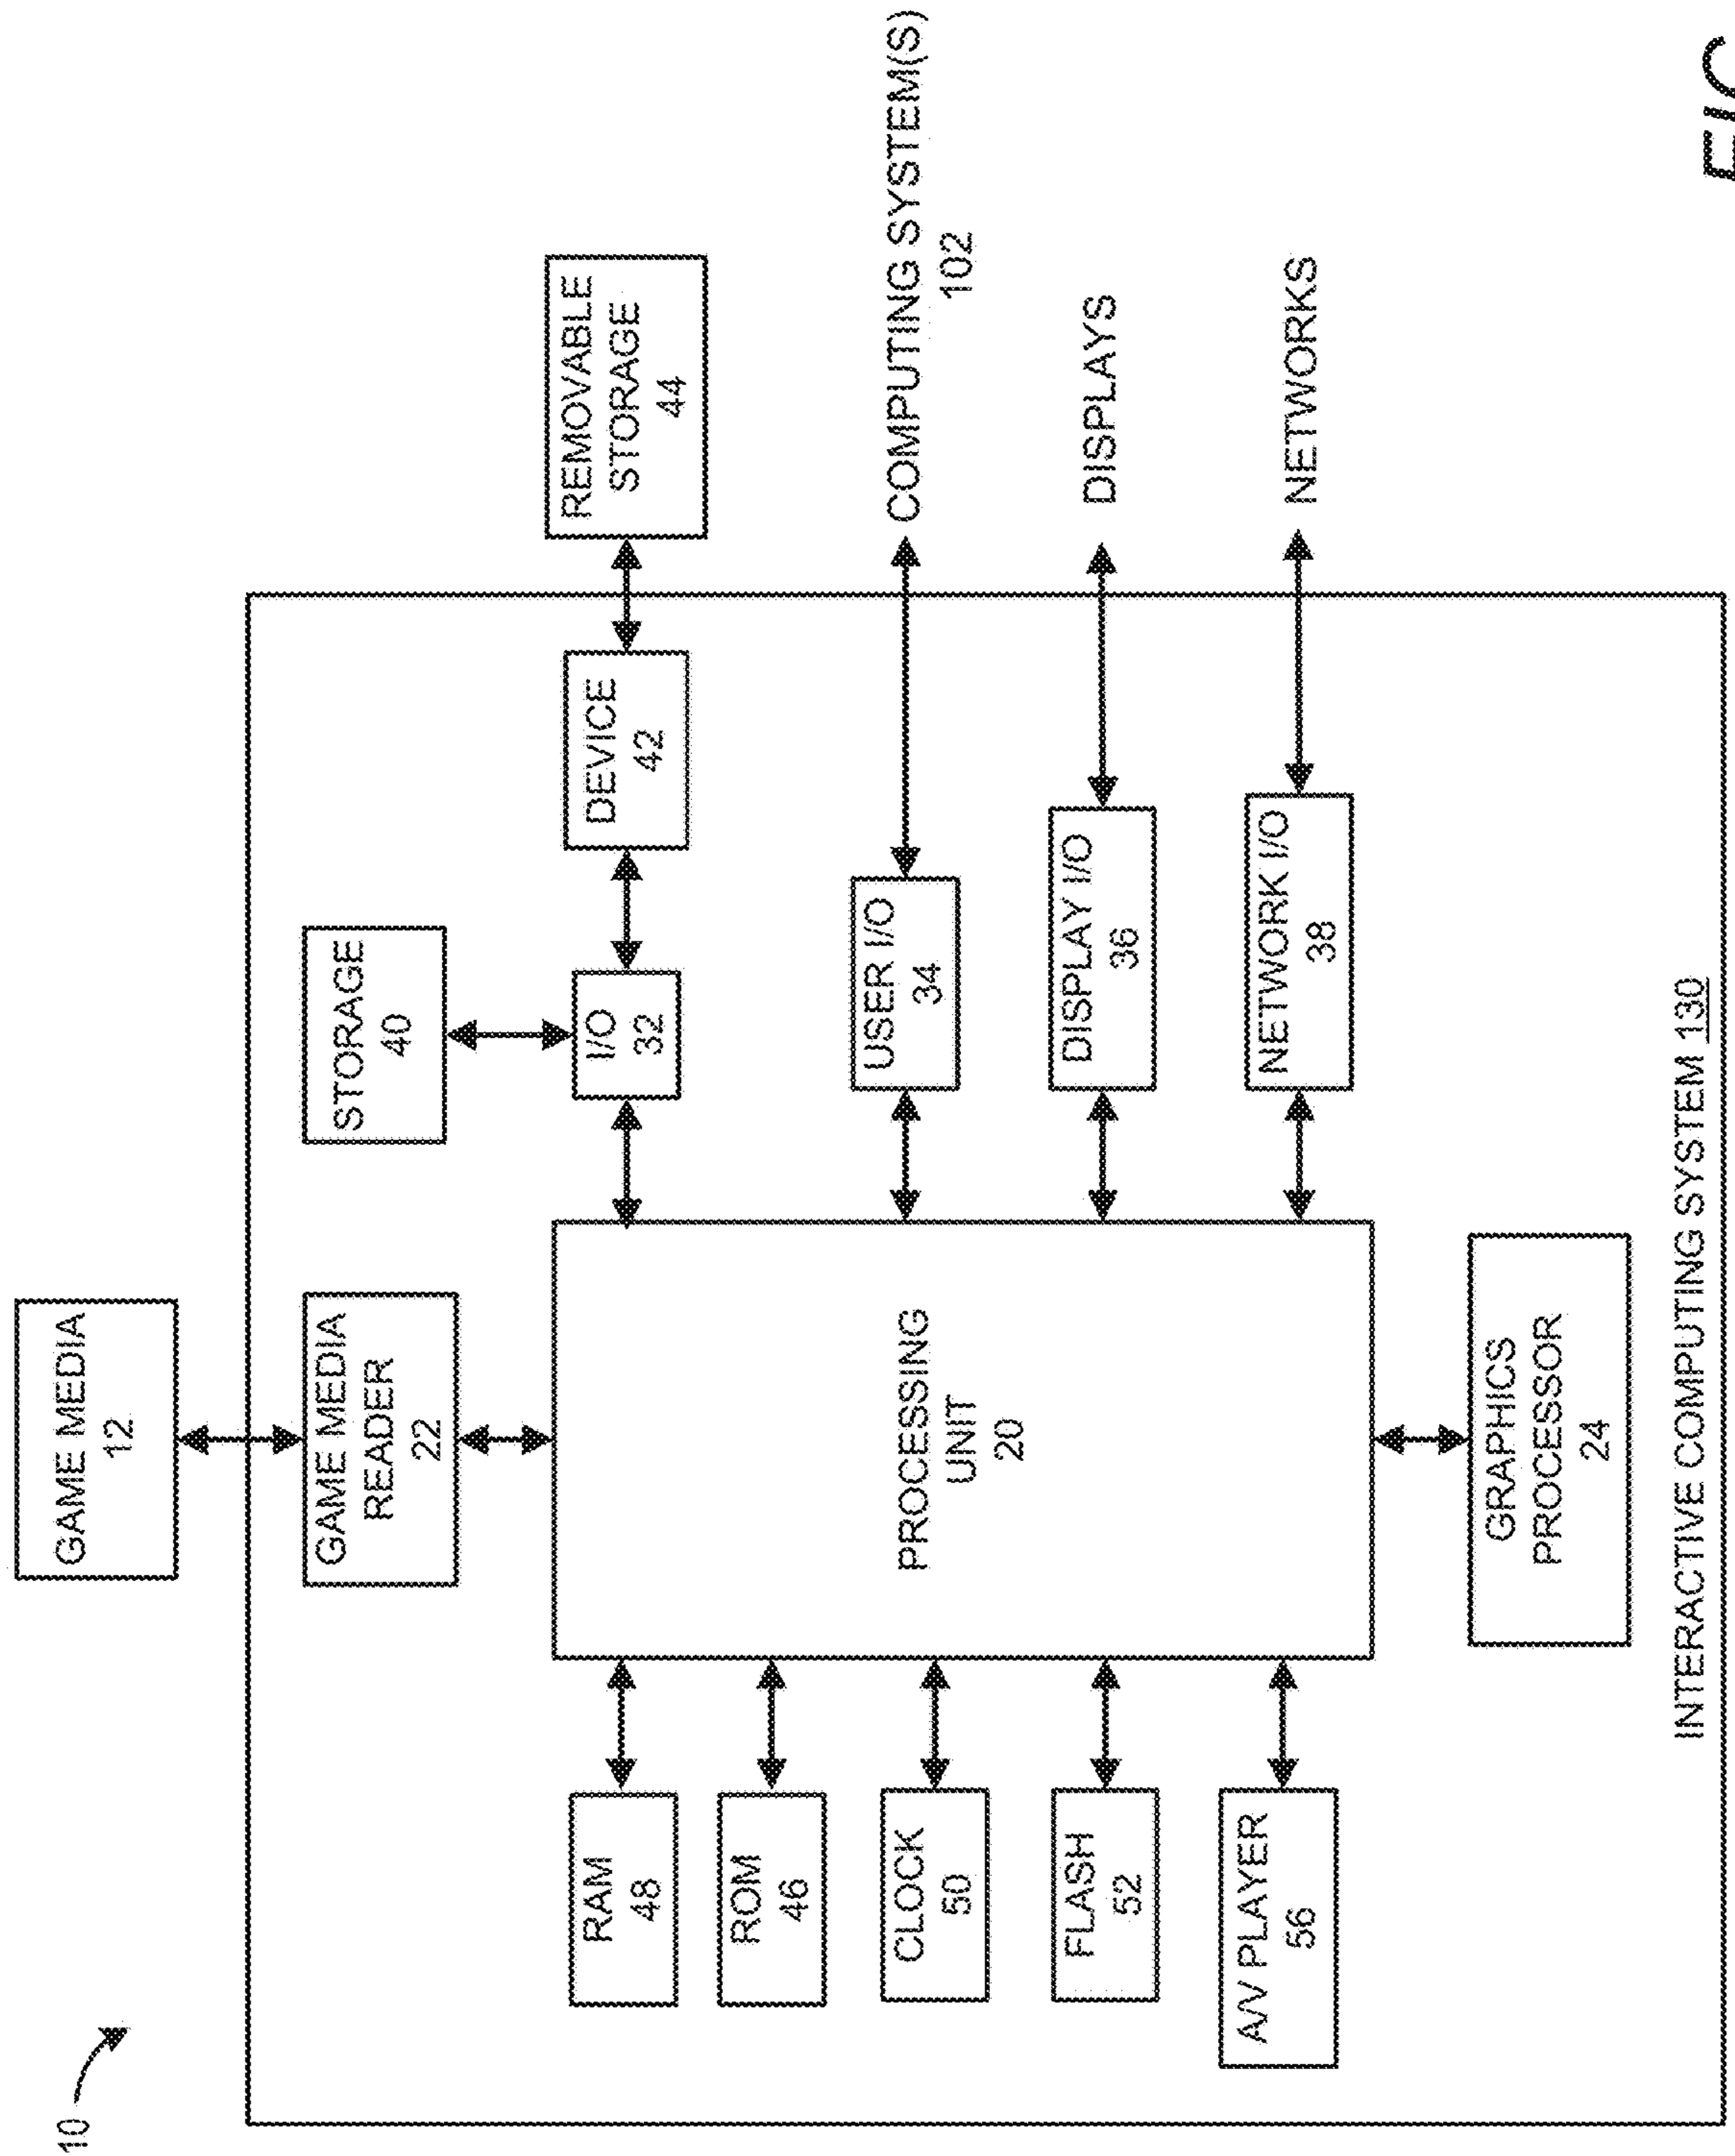 10
GAME MEDIA
12
GAME MEDIA
READER
22
STORAGE
40
RAM
48
I/O
32
DEVICE
42
REMOVABLE
STORAGE
44
ROM
46
PROCESSING
UNIT
20
CLOCK
50
USER I/O
34
COMPUTING SYSTEM(S)
102
FLASH
52
DISPLAY I/O
36
DISPLAYS
A/V PLAYER
56
NETWORK I/O
38
NETWORKS
GRAPHICS
PROCESSOR
24
INTERACTIVE COMPUTING SYSTEM 130